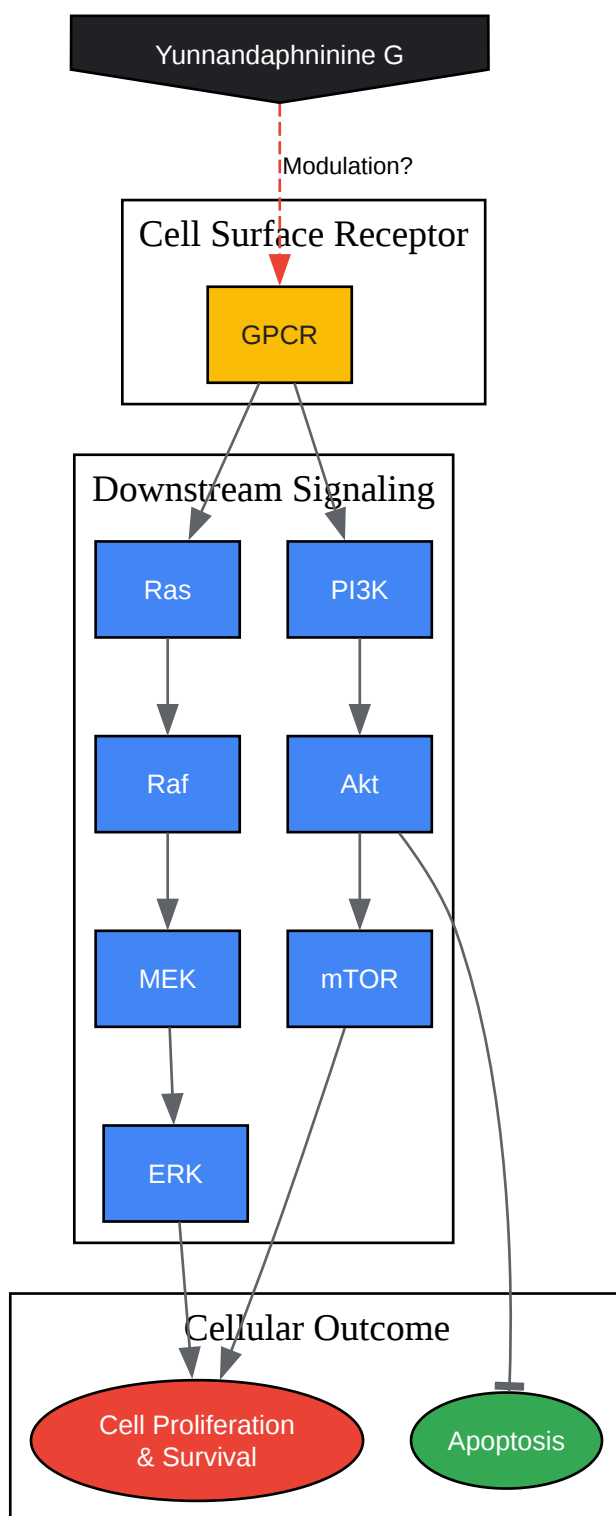 Yunnandaphninine G
Modulation?
Cell Surface Receptor
GPCR
Downstream Signaling
Ras
PI3K
Raf
Akt
MEK
mTOR
ERK
Cellular Outcome
Cell Proliferation
& Survival
Apoptosis